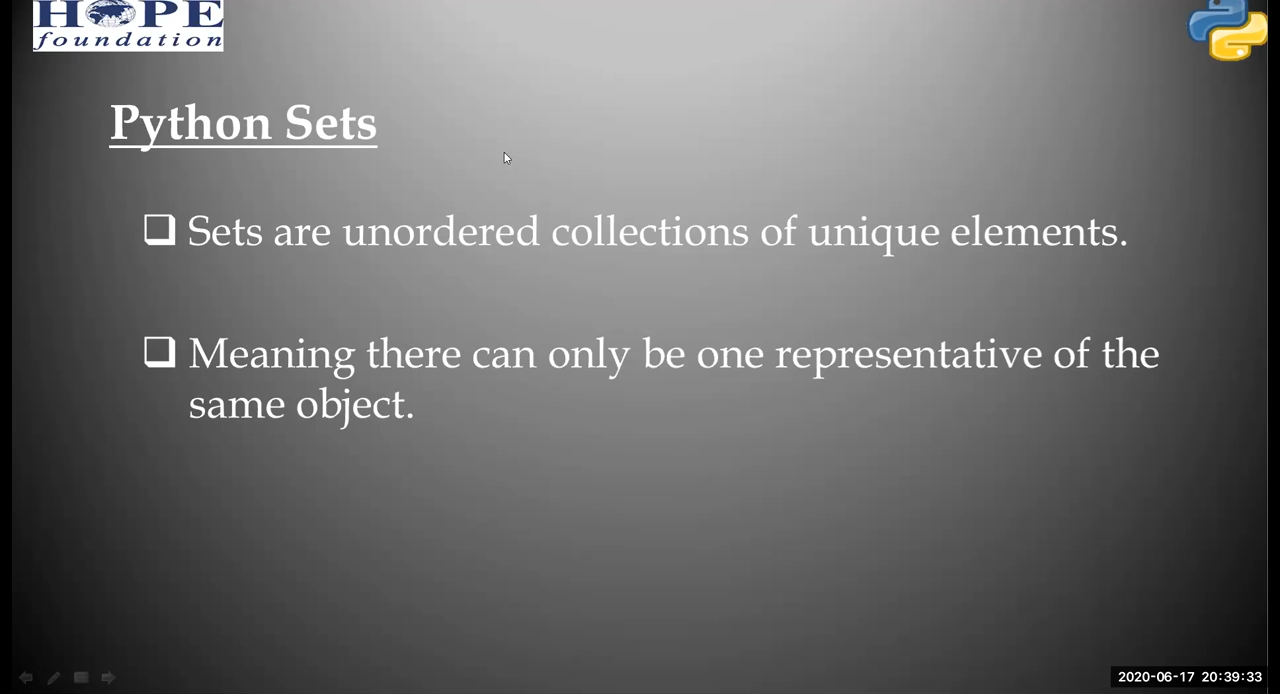 HOPE
foundation
Python Sets
❑ Sets are unordered collections of unique elements.
❑ Meaning there can only be one representative of the
same object.
2020-06-17 20:39:33